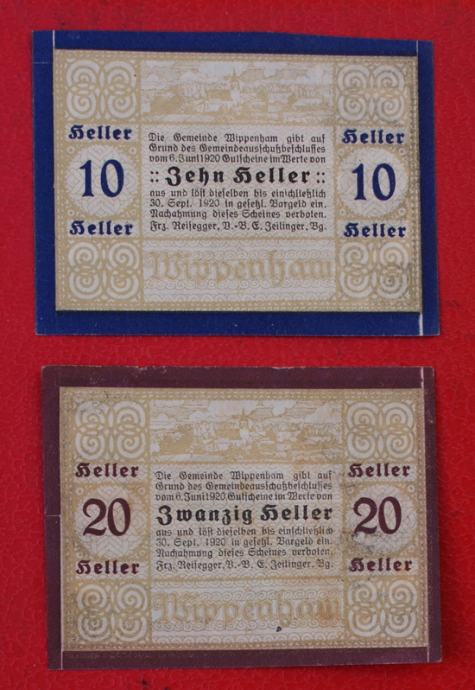 Heller
10
Heller
Die Gemeinde Wippenham gibt auf
Grund des Gemeindeausschußbeschlusses
vom 6. Juni 1920 Gutscheine im Werte von
:: Zehn Heller ::
aus und löst dieselben bis einschließlich
30. Sept. 1920 in gesetzl. Bargeld ein.
Nachahmung dieses Scheines verboten.
Frz. Reisegger, V.-B. E. Zeilinger, Bg.
Heller
10
Heller
Wippenham
Heller
20
Heller
Die Gemeinde Wippenham gibt auf
Grund des Gemeindeausschußbeschlusses
vom 6. Juni 1920 Gutscheine im Werte von
Zwanzig Heller
aus und löst dieselben bis einschließlich
30. Sept. 1920 in gesetzl. Bargeld ein.
Nachahmung dieses Scheines verboten.
Frz. Reisegger, V.-B. E. Zeilinger, Bg.
Heller
20
Heller
Wippenham